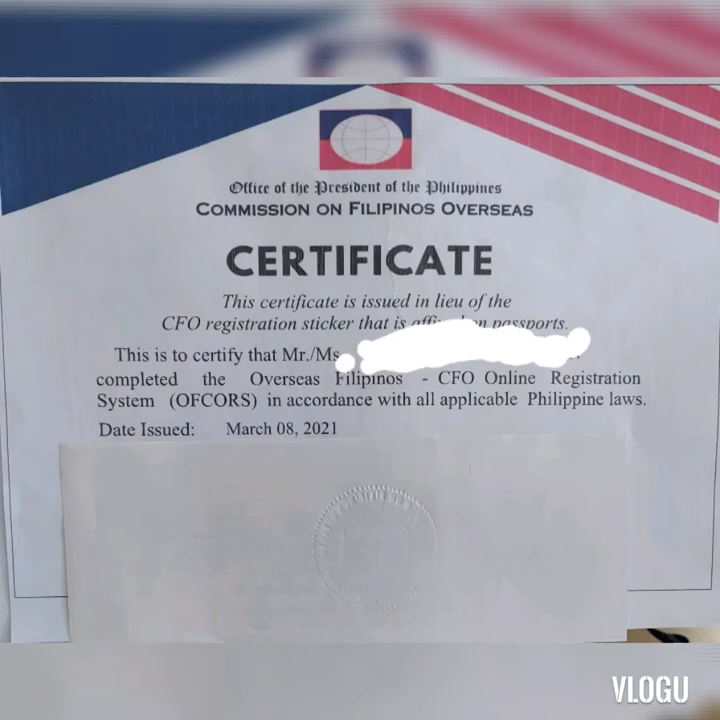 Office of the President of the Philippines
COMMISSION ON FILIPINOS OVERSEAS
CERTIFICATE
This certificate is issued in lieu of the
CFO registration sticker that is on passports.
This is to certify that Mr./Ms.
completed the Overseas Filipinos - CFO Online Registration
System (OFCORS) in accordance with all applicable Philippine laws.
Date Issued: March 08, 2021
VLOGU